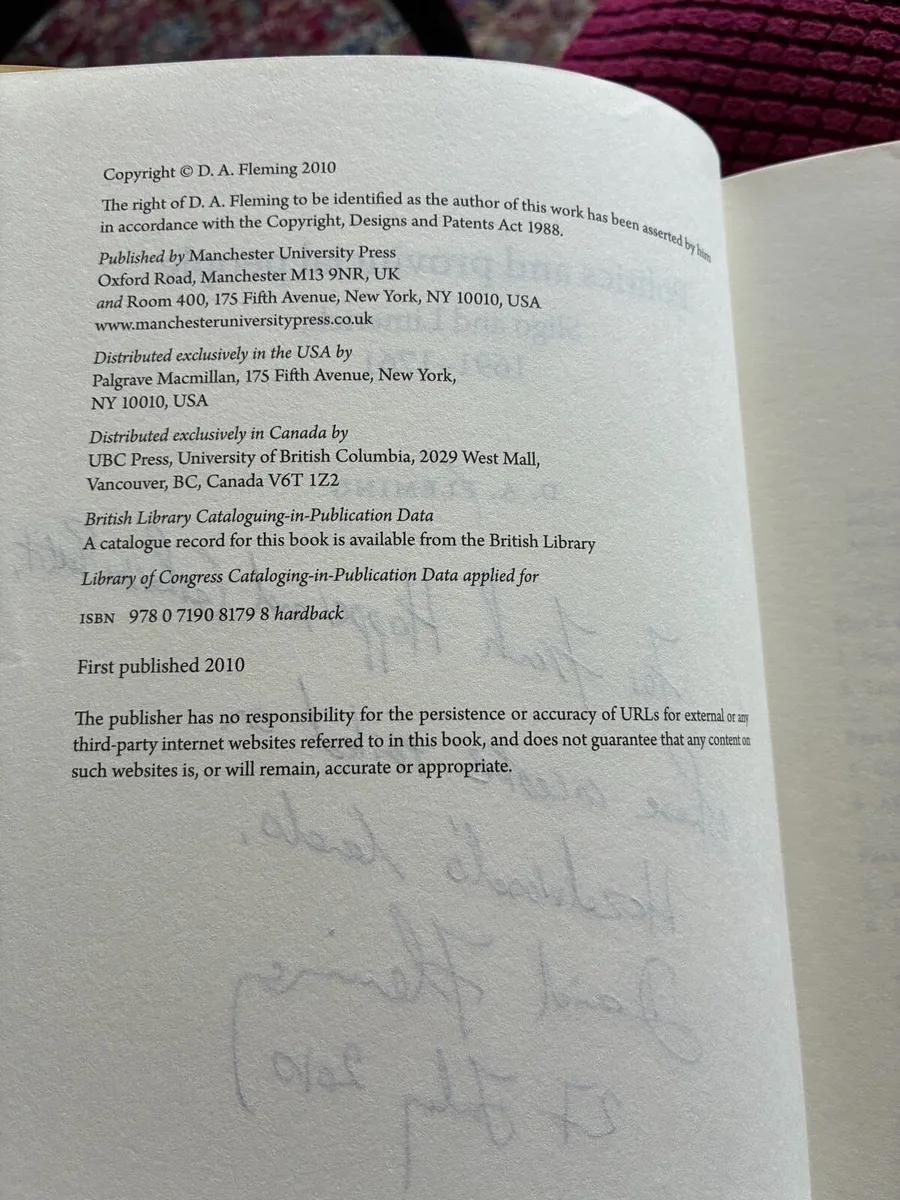 Copyright © D. A. Fleming 2010
The right of D. A. Fleming to be identified as the author of this work has been asserted by him
in accordance with the Copyright, Designs and Patents Act 1988.
Published by Manchester University Press
Oxford Road, Manchester M13 9NR, UK
and Room 400, 175 Fifth Avenue, New York, NY 10010, USA
www.manchesteruniversitypress.co.uk
Distributed exclusively in the USA by
Palgrave Macmillan, 175 Fifth Avenue, New York,
NY 10010, USA
Distributed exclusively in Canada by
UBC Press, University of British Columbia, 2029 West Mall,
Vancouver, BC, Canada V6T 1Z2
British Library Cataloguing-in-Publication Data
A catalogue record for this book is available from the British Library
Library of Congress Cataloging-in-Publication Data applied for
ISBN 978 0 7190 8179 8 hardback
First published 2010
The publisher has no responsibility for the persistence or accuracy of URLs for external or any
third-party internet websites referred to in this book, and does not guarantee that any content on
such websites is, or will remain, accurate or appropriate.
David Fleming
27 July 2010